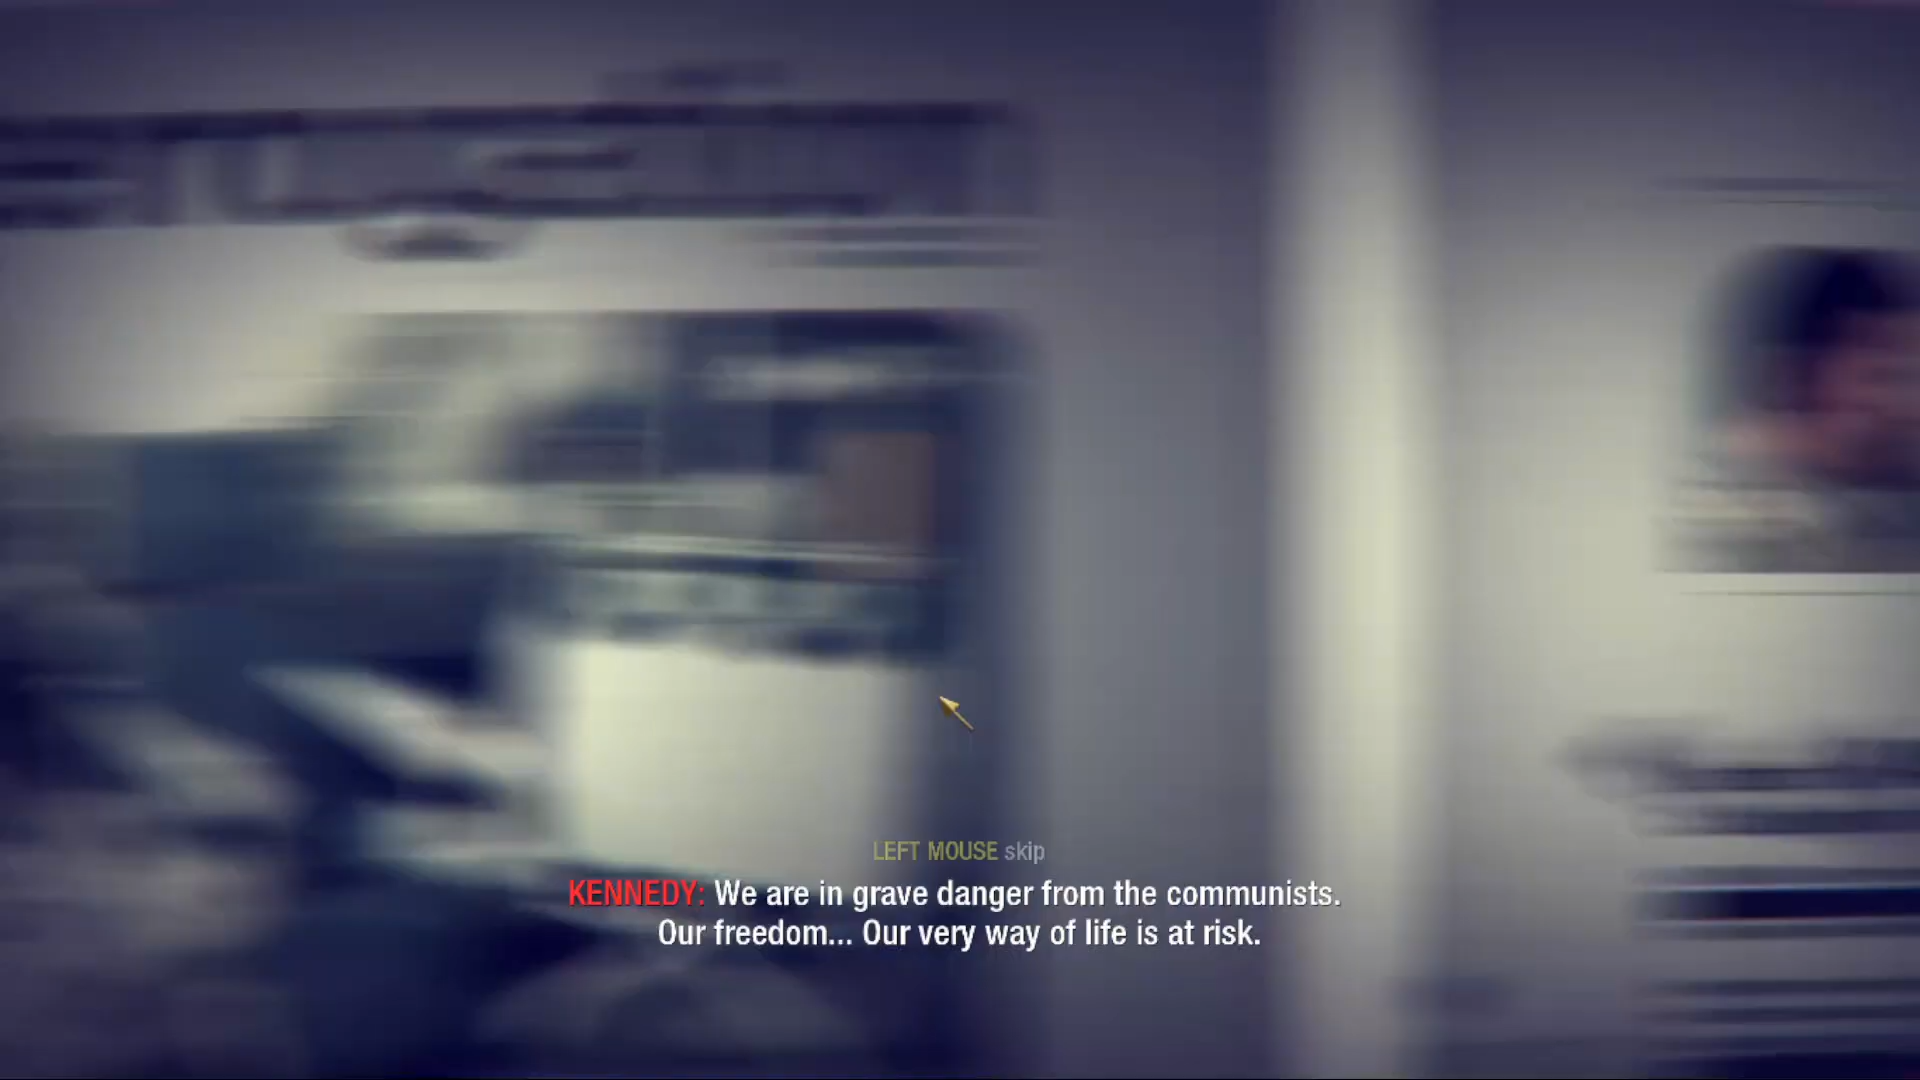 LEFT MOUSE skip
KENNEDY: We are in grave danger from the communists.
Our freedom... Our very way of life is at risk.